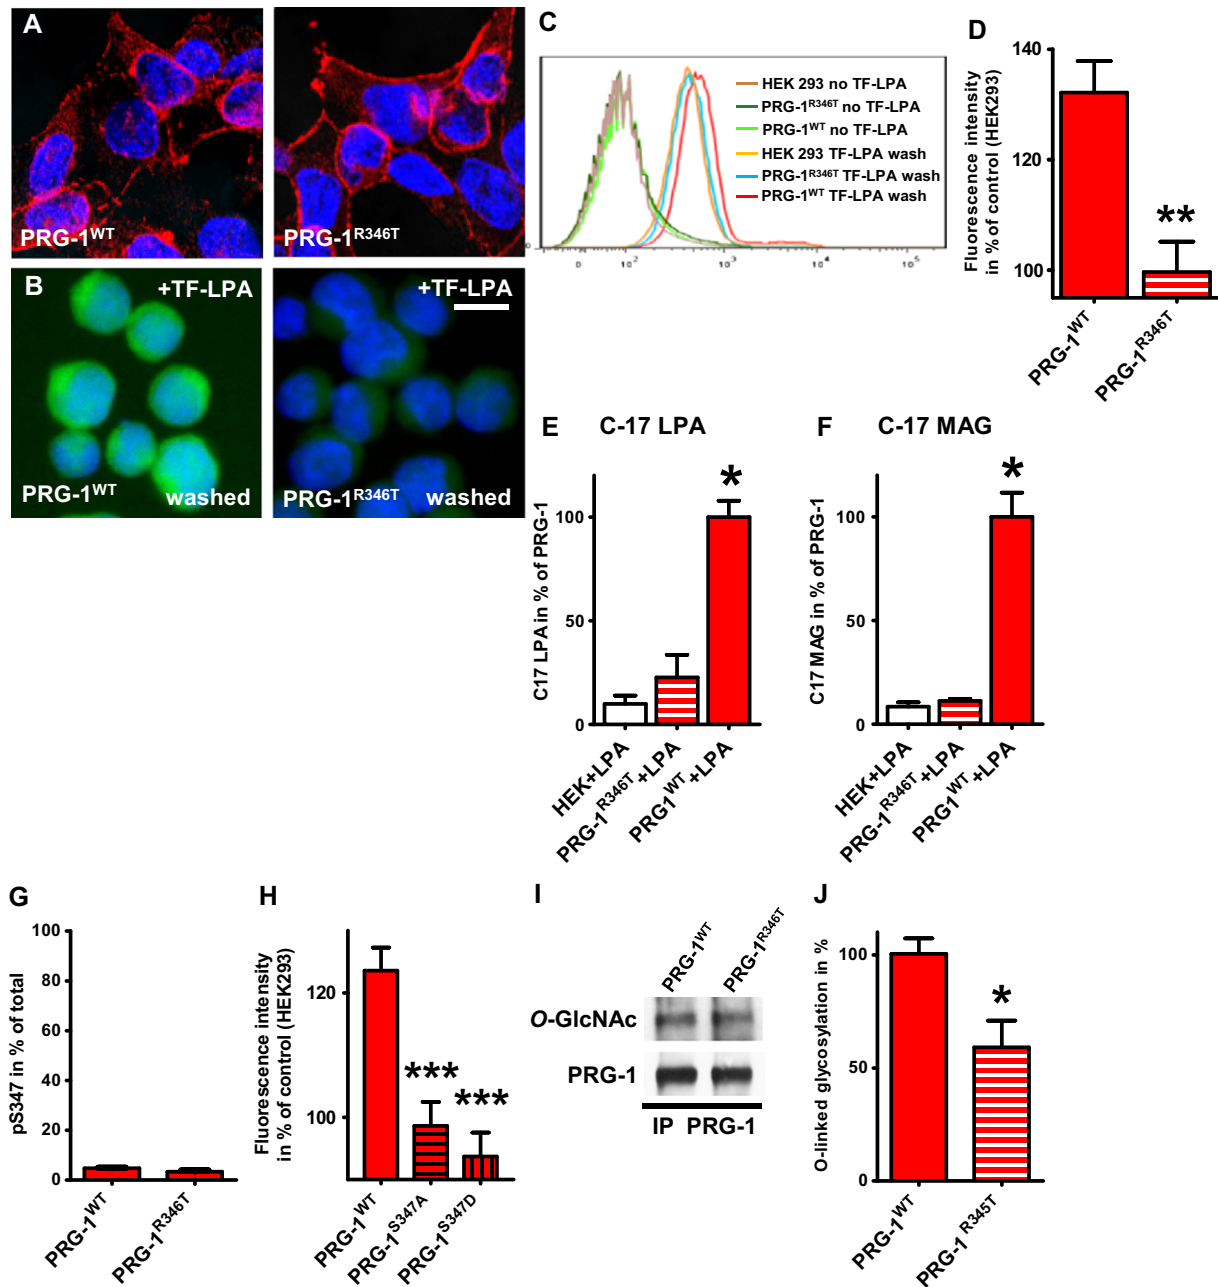 A
PRG-1WT
PRG-1R346T
B
+TF-LPA
PRG-1WT
washed
+TF-LPA
PRG-1R346T
washed
C
HEK 293 no TF-LPA
PRG-1R346T no TF-LPA
PRG-1WT no TF-LPA
HEK 293 TF-LPA wash
PRG-1R346T TF-LPA wash
PRG-1WT TF-LPA wash
0
0
10²
10³
10⁴
10⁵
D
Fluorescence intensity
in % of control (HEK293)
140
120
100
**
PRG-1WT
PRG-1R346T
E
C-17 LPA
C17 LPA in % of PRG-1
100
50
0
*
HEK+LPA
PRG-1R346T+LPA
PRG1WT+LPA
F
C-17 MAG
C17 MAG in % of PRG-1
100
50
0
*
HEK+LPA
PRG-1R346T+LPA
PRG1WT+LPA
G
pS347 in % of total
100
80
60
40
20
0
PRG-1WT
PRG-1R346T
H
Fluorescence intensity
in % of control (HEK293)
120
100
***
***
PRG-1WT
PRG-1S347A
PRG-1S347D
I
PRG-1WT
PRG-1R346T
O-GlcNAc
PRG-1
IP PRG-1
J
O-linked glycosylation in %
100
50
0
*
PRG-1WT
PRG-1R345T